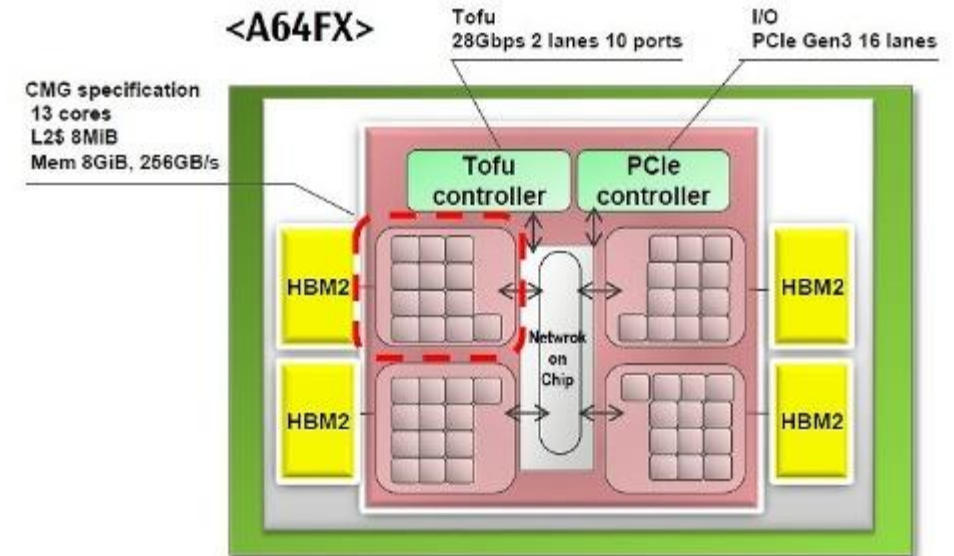 <A64FX>
Tofu
28Gbps 2 lanes 10 ports
I/O
PCIe Gen3 16 lanes
CMG specification
13 cores
L2$ 8MiB
Mem 8GiB, 256GB/s
Tofu
controller
PCIe
controller
HBM2
HBM2
Netwrok
on
Chip
HBM2
HBM2